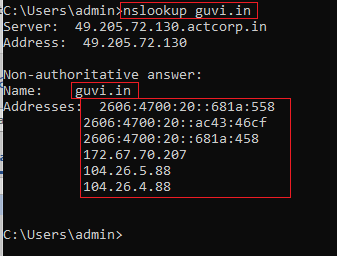 C:\Users\admin>nslookup guvi.in
Server:  49.205.72.130.actcorp.in
Address:  49.205.72.130

Non-authoritative answer:
Name:    guvi.in
Addresses:  2606:4700:20::681a:558
2606:4700:20::ac43:46cf
2606:4700:20::681a:458
172.67.70.207
104.26.5.88
104.26.4.88

C:\Users\admin>